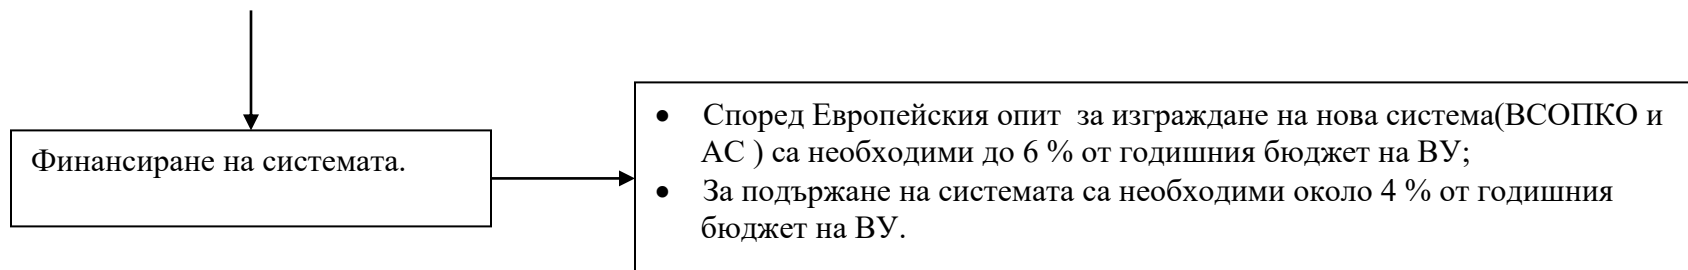 Финансиране на системата.
• Според Европейския опит за изграждане на нова система(ВСОПКО и
АС ) са необходими до 6 % от годишния бюджет на ВУ;
• За подържане на системата са необходими около 4 % от годишния
бюджет на ВУ.